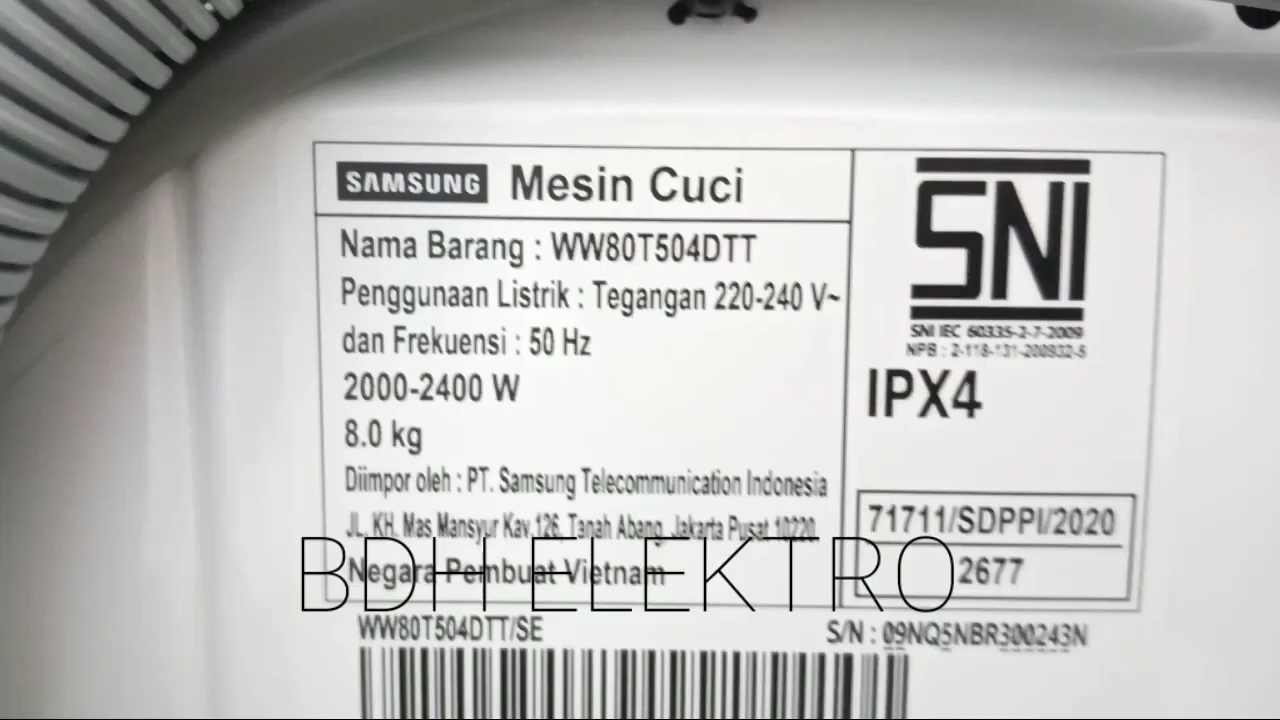 SAMSUNG Mesin Cuci
Nama Barang : WW80T504DTT
Penggunaan Listrik : Tegangan 220-240 V~
dan Frekuensi : 50 Hz
2000-2400 W
8.0 kg
Diimpor oleh : PT. Samsung Telecommunication Indonesia
JL. KH. Mas Mansyur Kav.126, Tanah Abang, Jakarta Pusat 10220
Negara Pembuat Vietnam
SNI
SNI IEC 60335-2-7-2009
NPB : 2-118-131-200932-5
IPX4
71711/SDPPI/2020
2677
BDH ELEKTRO
WW80T504DTT/SE
S/N : 09NQ5NBR300243N